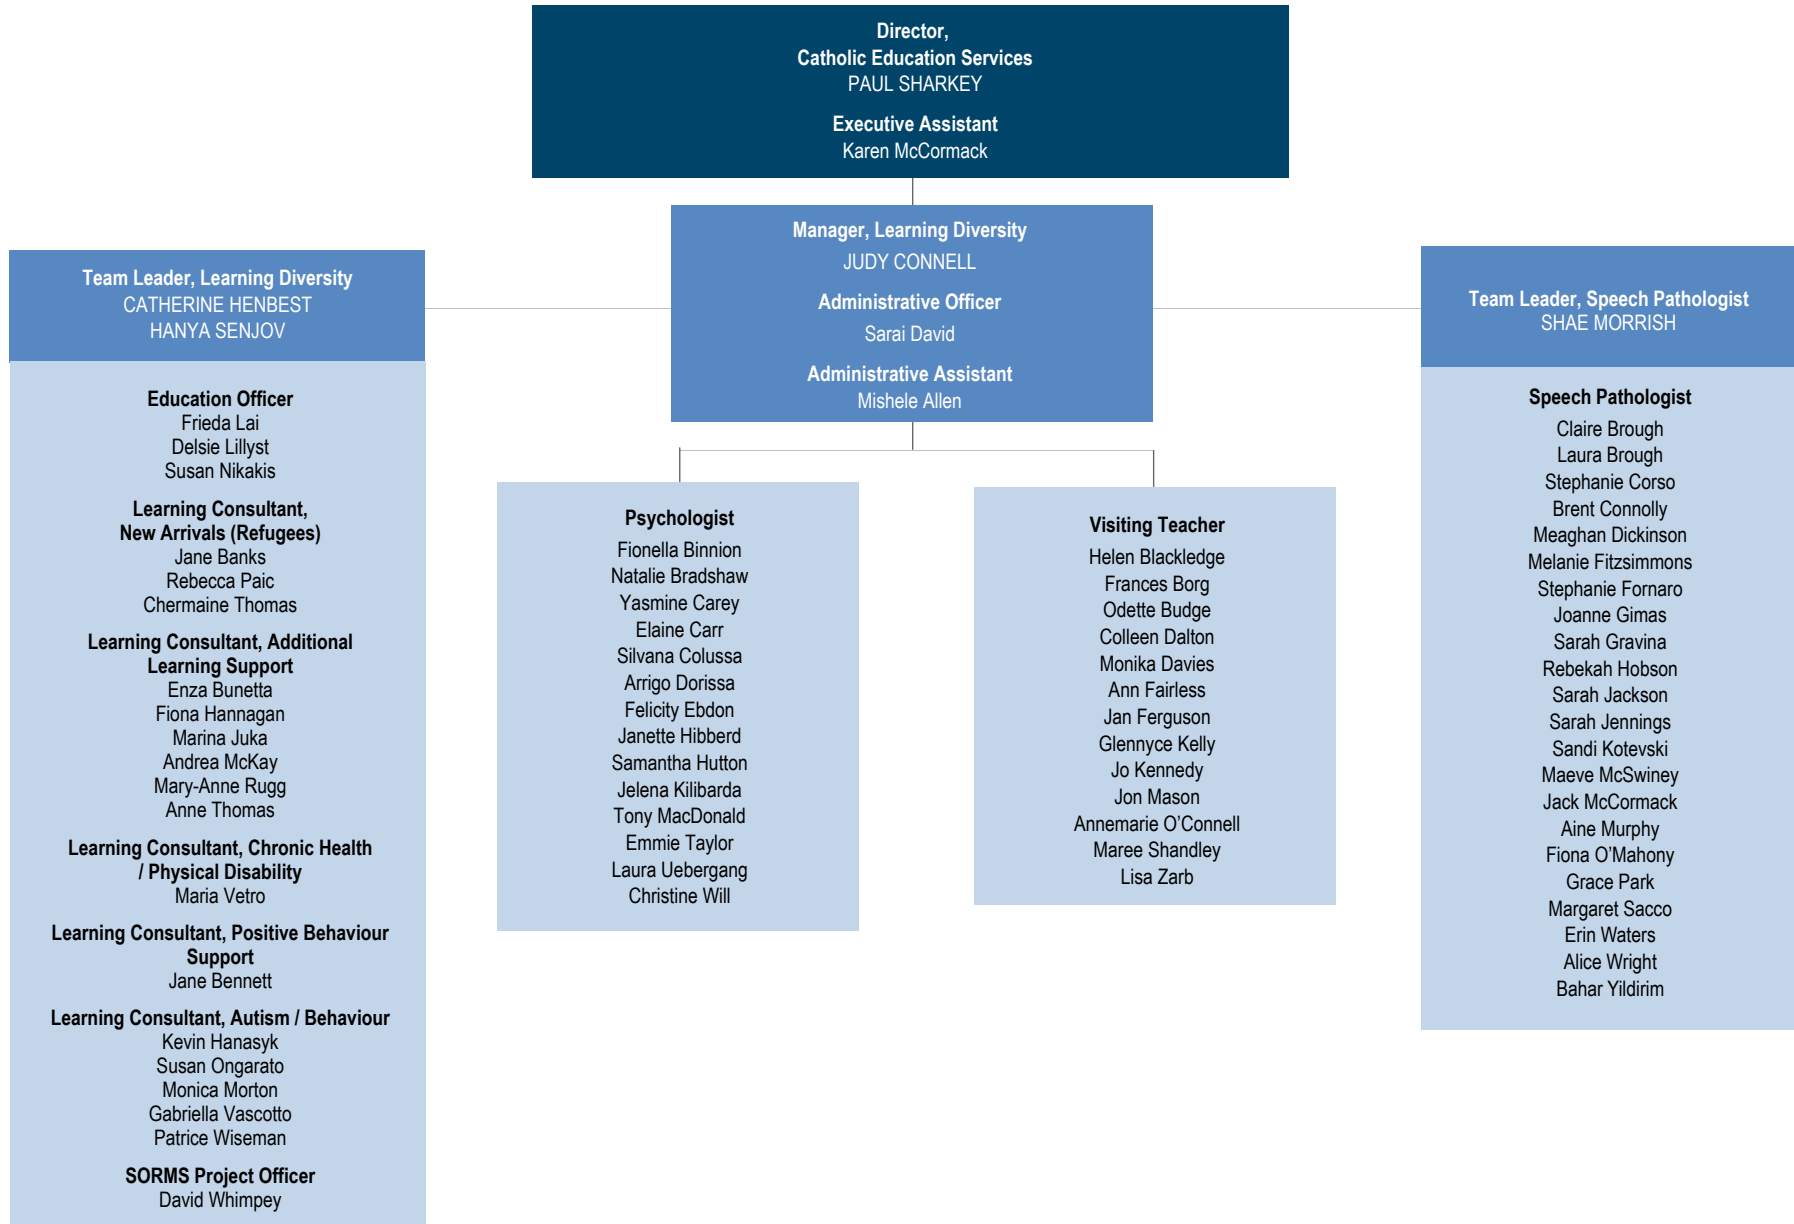 Director,
Catholic Education Services
PAUL SHARKEY
Executive Assistant
Karen McCormack
Manager, Learning Diversity
JUDY CONNELL
Administrative Officer
Sarai David
Administrative Assistant
Mishele Allen
Team Leader, Learning Diversity
CATHERINE HENBEST
HANYA SENJOV
Education Officer
Frieda Lai
Delsie Lillyst
Susan Nikakis
Learning Consultant,
New Arrivals (Refugees)
Jane Banks
Rebecca Paic
Chermaine Thomas
Learning Consultant, Additional
Learning Support
Enza Bunetta
Fiona Hannagan
Marina Juka
Andrea McKay
Mary-Anne Rugg
Anne Thomas
Learning Consultant, Chronic Health
/ Physical Disability
Maria Vetro
Learning Consultant, Positive Behaviour
Support
Jane Bennett
Learning Consultant, Autism / Behaviour
Kevin Hanasyk
Susan Ongarato
Monica Morton
Gabriella Vascotto
Patrice Wiseman
SORMS Project Officer
David Whimpey
Psychologist
Fionella Binnion
Natalie Bradshaw
Yasmine Carey
Elaine Carr
Silvana Colussa
Arrigo Dorissa
Felicity Ebdon
Janette Hibberd
Samantha Hutton
Jelena Kilibarda
Tony MacDonald
Emmie Taylor
Laura Uebergang
Christine Will
Visiting Teacher
Helen Blackledge
Frances Borg
Odette Budge
Colleen Dalton
Monika Davies
Ann Fairless
Jan Ferguson
Glennyce Kelly
Jo Kennedy
Jon Mason
Annemarie O’Connell
Maree Shandley
Lisa Zarb
Team Leader, Speech Pathologist
SHAE MORRISH
Speech Pathologist
Claire Brough
Laura Brough
Stephanie Corso
Brent Connolly
Meaghan Dickinson
Melanie Fitzsimmons
Stephanie Fornaro
Joanne Gimas
Sarah Gravina
Rebekah Hobson
Sarah Jackson
Sarah Jennings
Sandi Kotevski
Maeve McSwiney
Jack McCormack
Aine Murphy
Fiona O’Mahony
Grace Park
Margaret Sacco
Erin Waters
Alice Wright
Bahar Yildirim